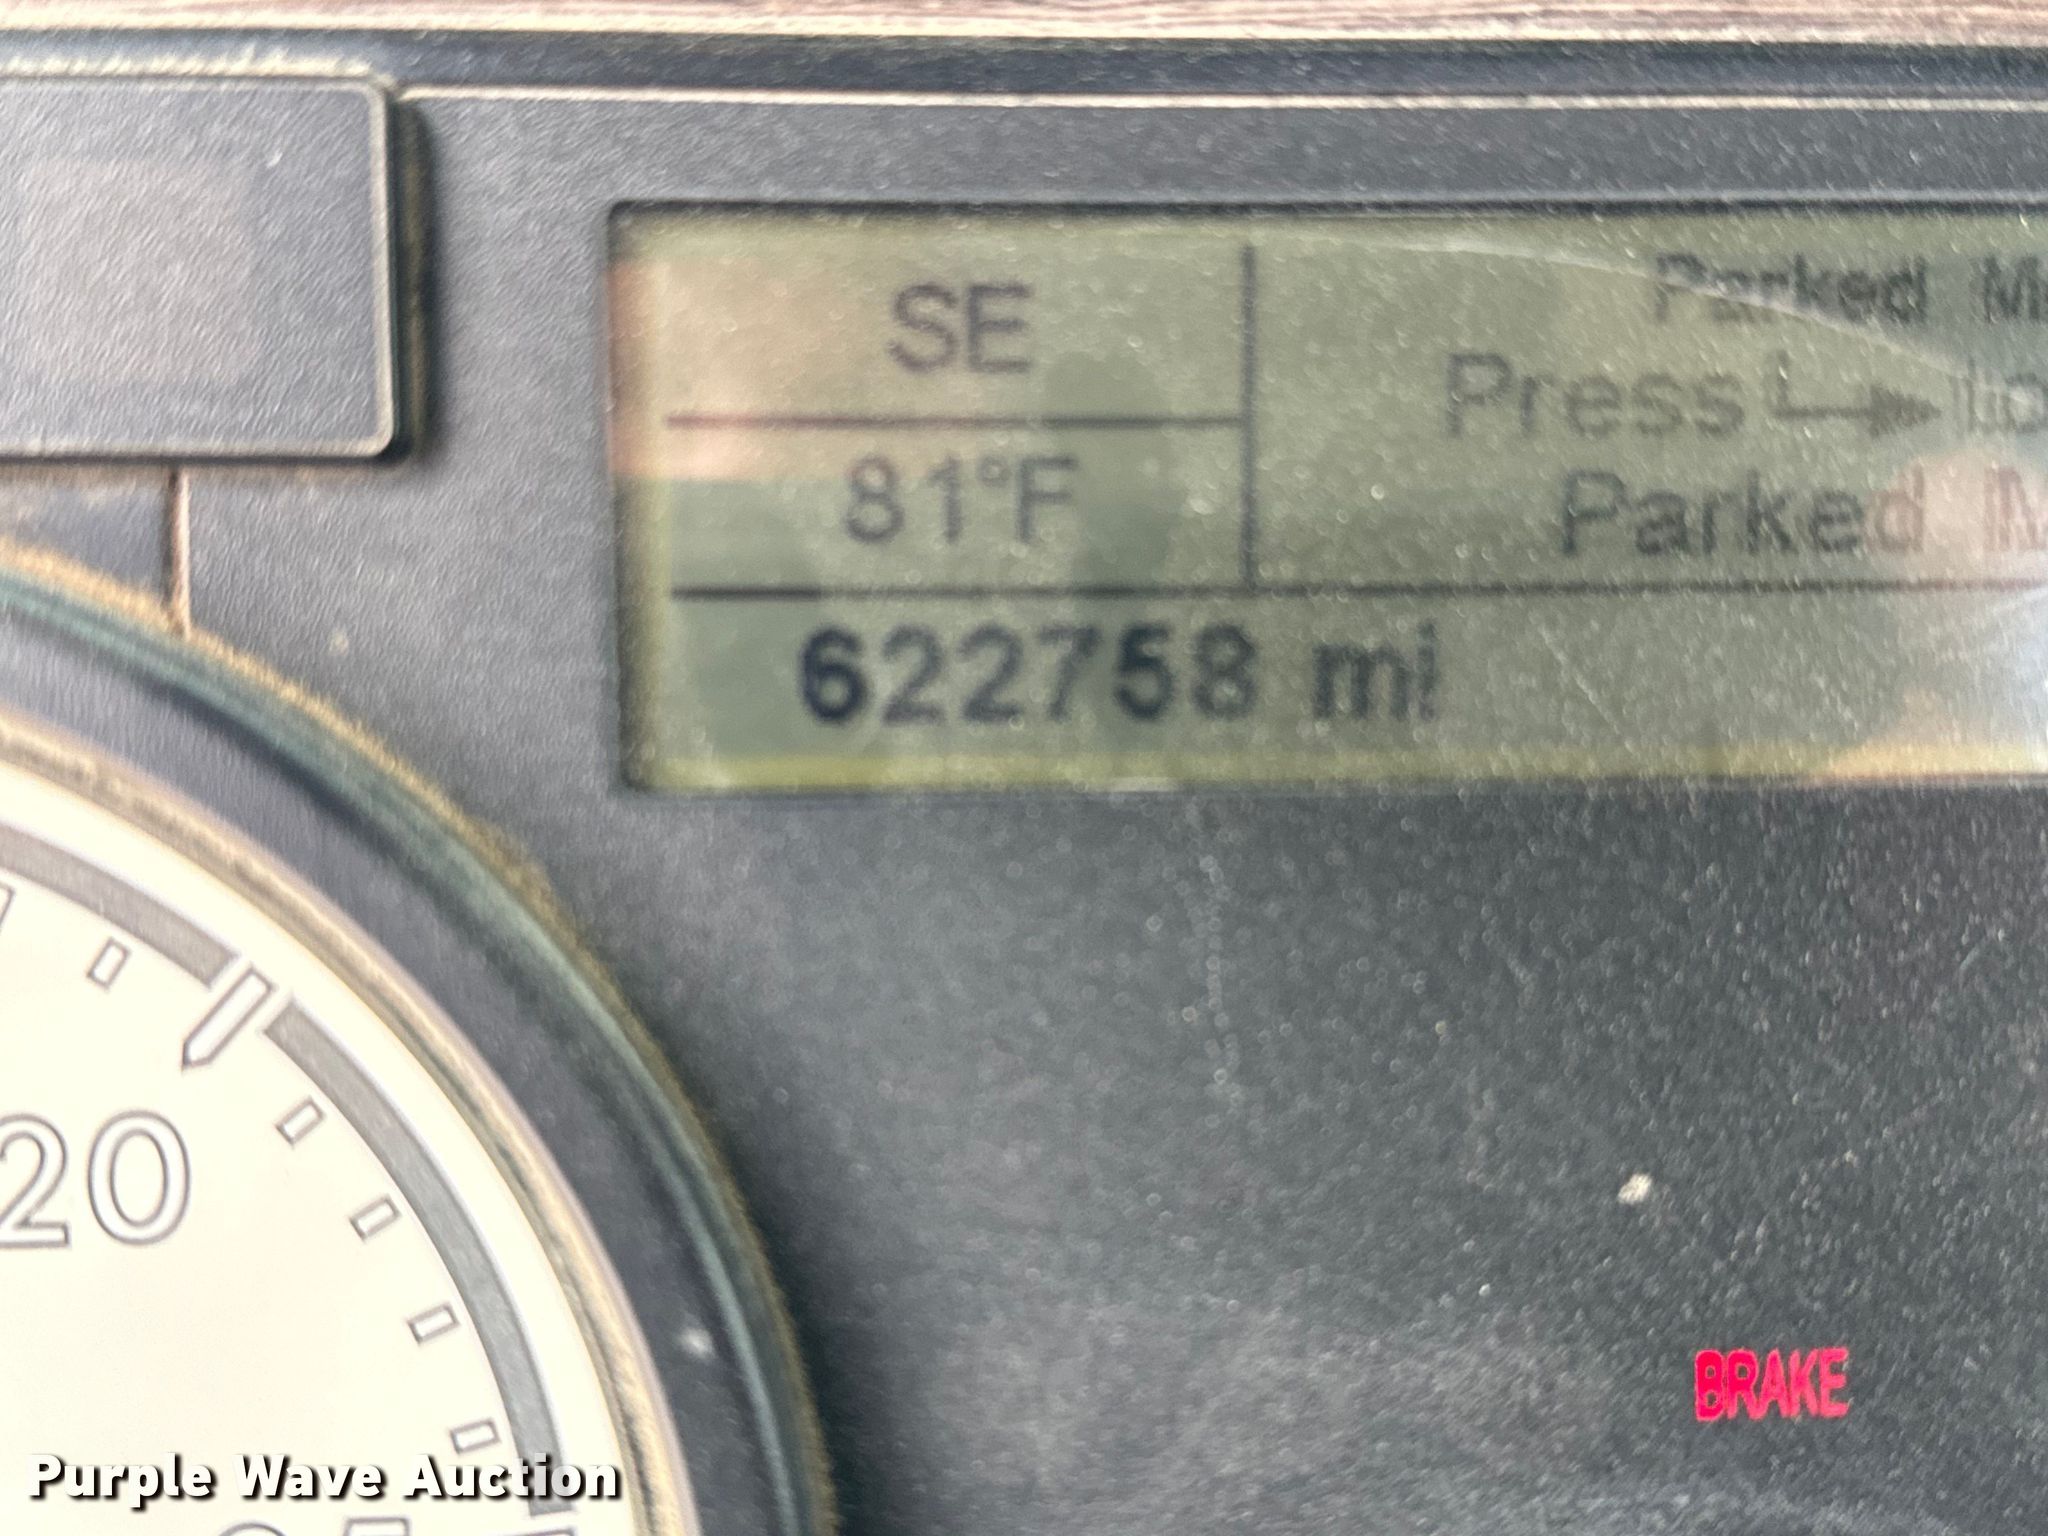 SE
81°F
622758 mi
Parked
Press
Parked
20
BRAKE
Purple Wave Auction